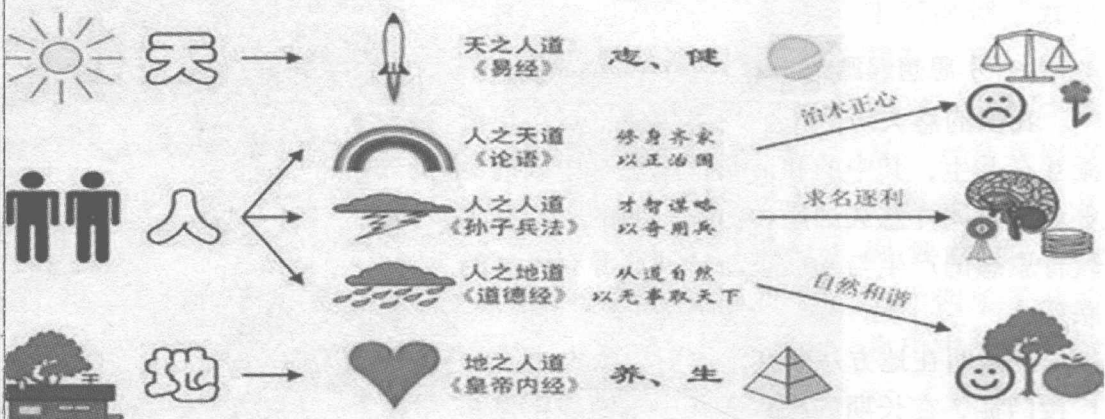 天
天之人道
《易经》
志、健
人
人之天道
《论语》
修身齐家
以正治国
治本正心
人之人道
《孙子兵法》
才智谋略
以奇用兵
求名逐利
人之地道
《道德经》
从道自然
以无事取天下
自然和谐
地
地之人道
《皇帝内经》
养、生